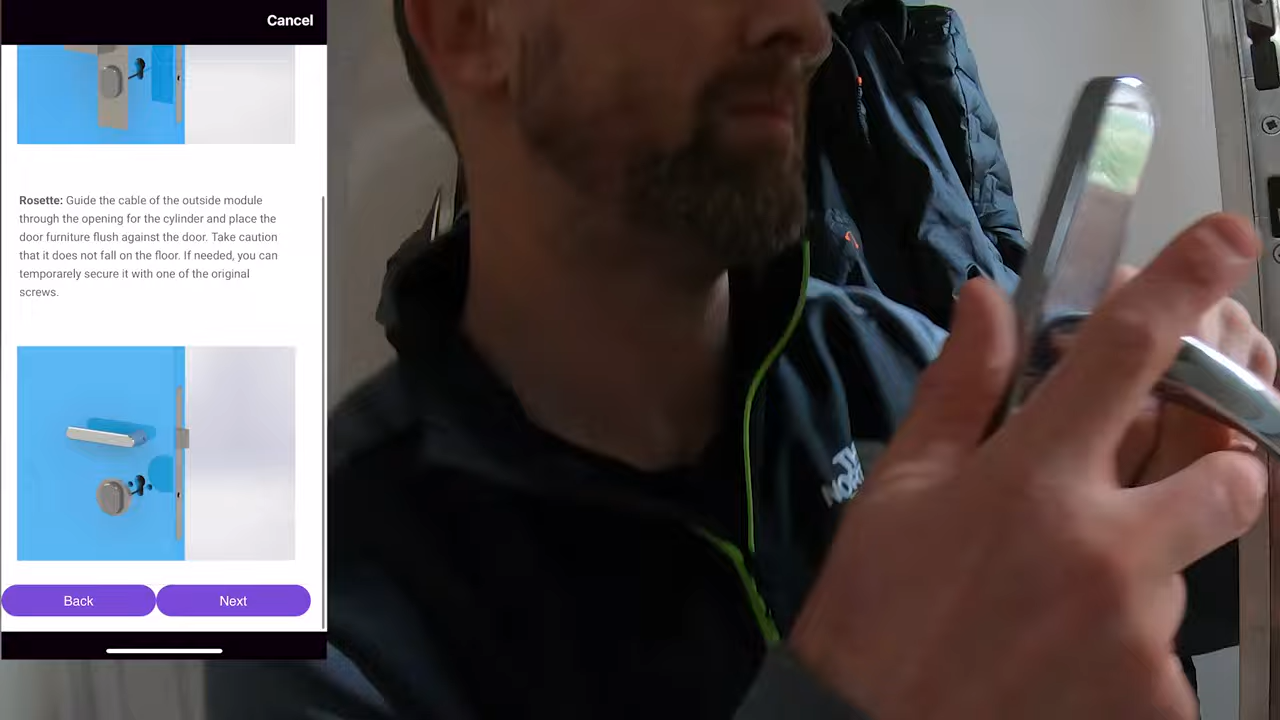 Cancel
Rosette: Guide the cable of the outside module
through the opening for the cylinder and place the
door furniture flush against the door. Take caution
that it does not fall on the floor. If needed, you can
temporarely secure it with one of the original
screws.
Back
Next